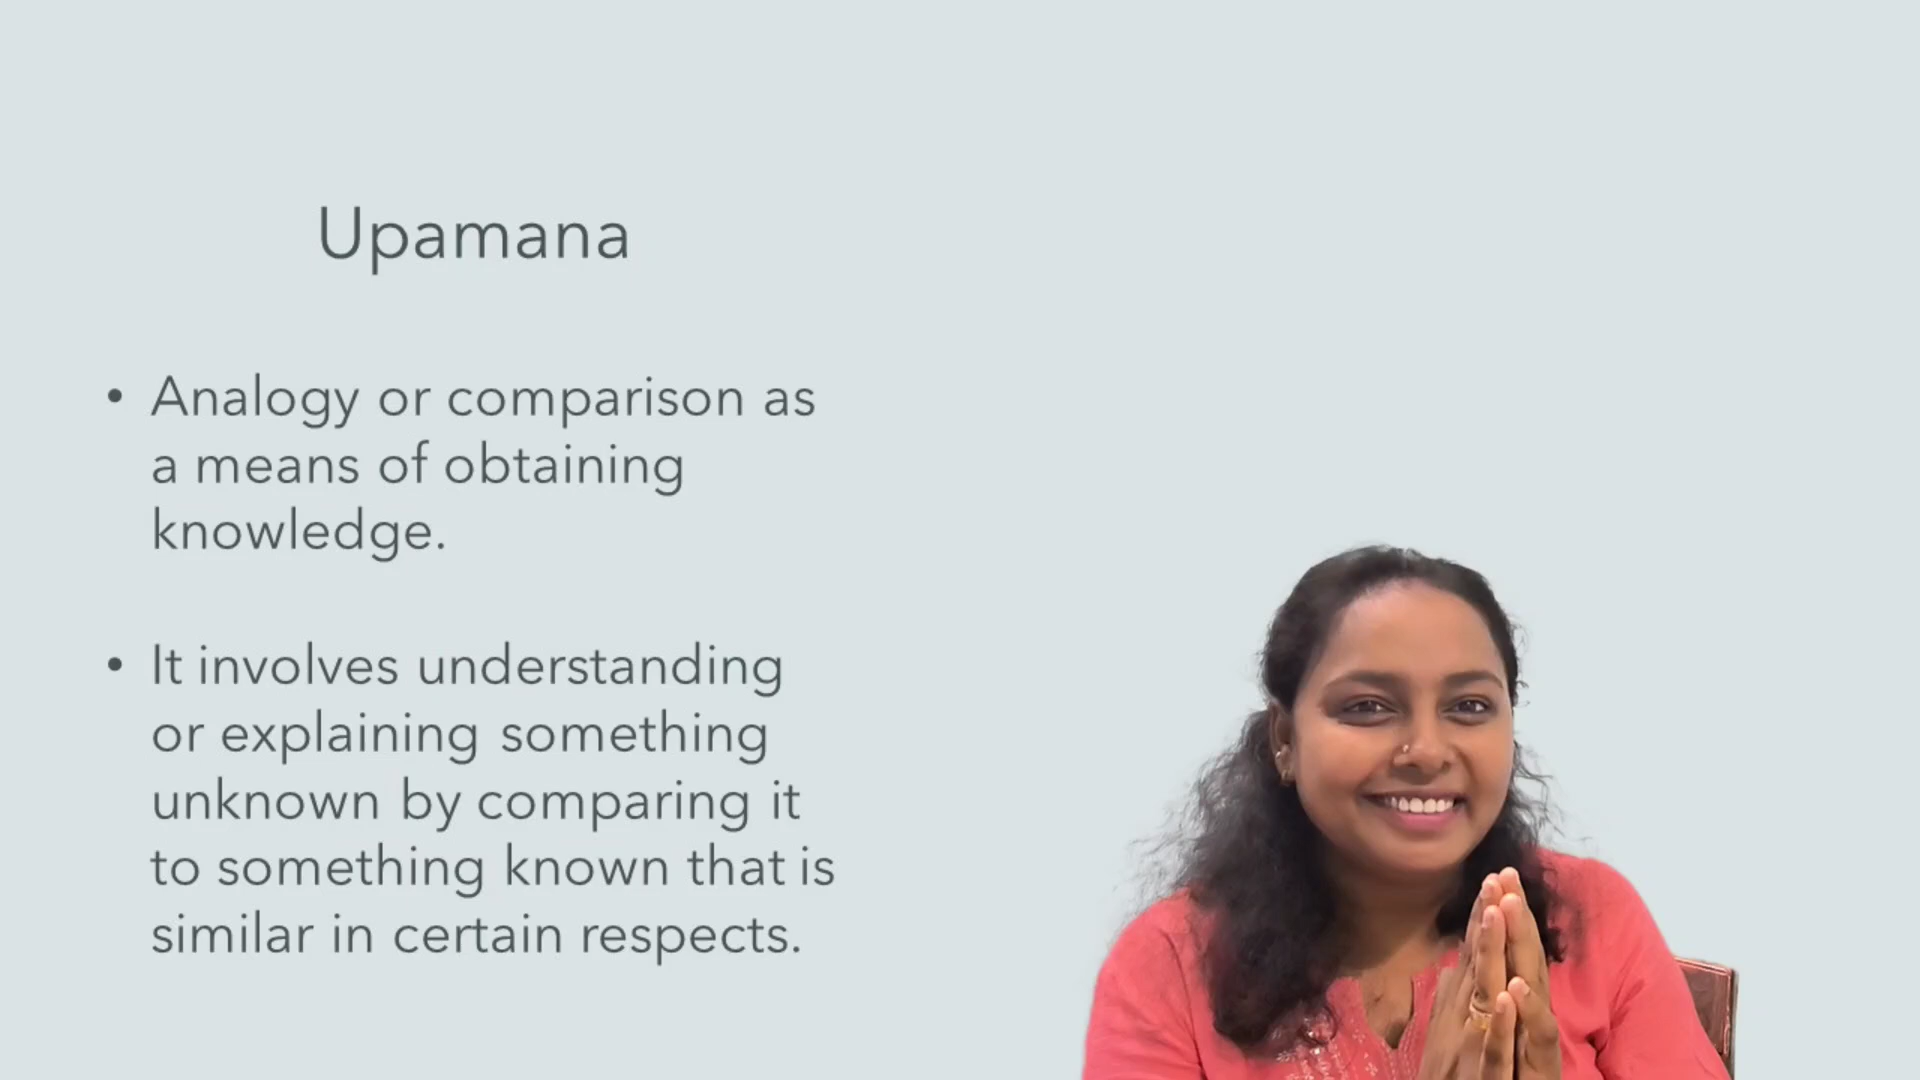 Upamana
• Analogy or comparison as
a means of obtaining
knowledge.
• It involves understanding
or explaining something
unknown by comparing it
to something known that is
similar in certain respects.